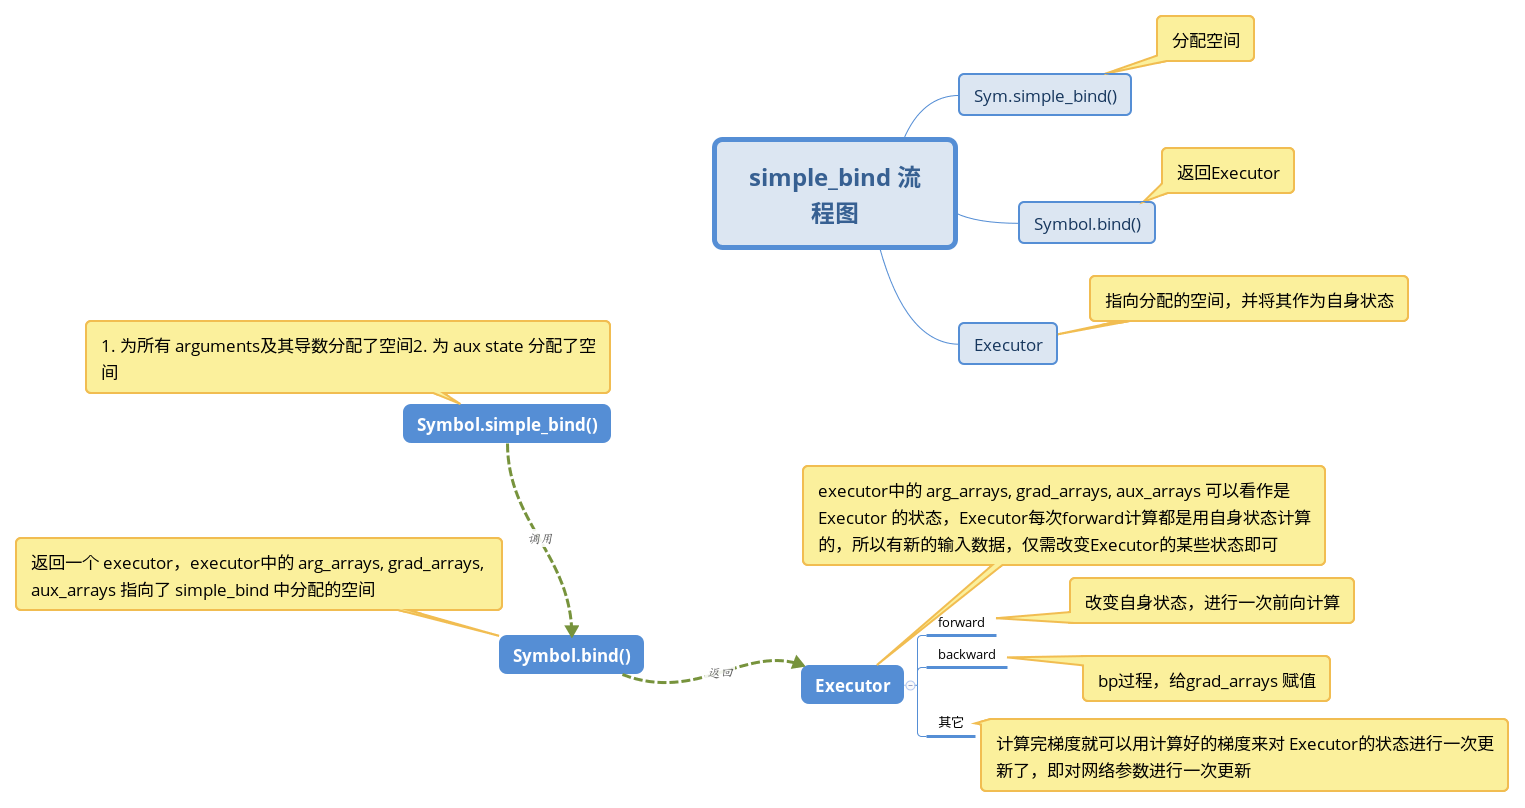 分配空间
Sym.simple_bind()
simple_bind 流
程图
返回Executor
Symbol.bind()
指向分配的空间，并将其作为自身状态
Executor
1. 为所有 arguments及其导数分配了空间2. 为 aux state 分配了空
间
Symbol.simple_bind()
调用
返回一个 executor，executor中的 arg_arrays, grad_arrays,
aux_arrays 指向了 simple_bind 中分配的空间
Symbol.bind()
返回
executor中的 arg_arrays, grad_arrays, aux_arrays 可以看作是
Executor 的状态，Executor每次forward计算都是用自身状态计算
的，所以有新的输入数据，仅需改变Executor的某些状态即可
Executor
forward
改变自身状态，进行一次前向计算
backward
bp过程，给grad_arrays 赋值
其它
计算完梯度就可以用计算好的梯度来对 Executor的状态进行一次更
新了，即对网络参数进行一次更新